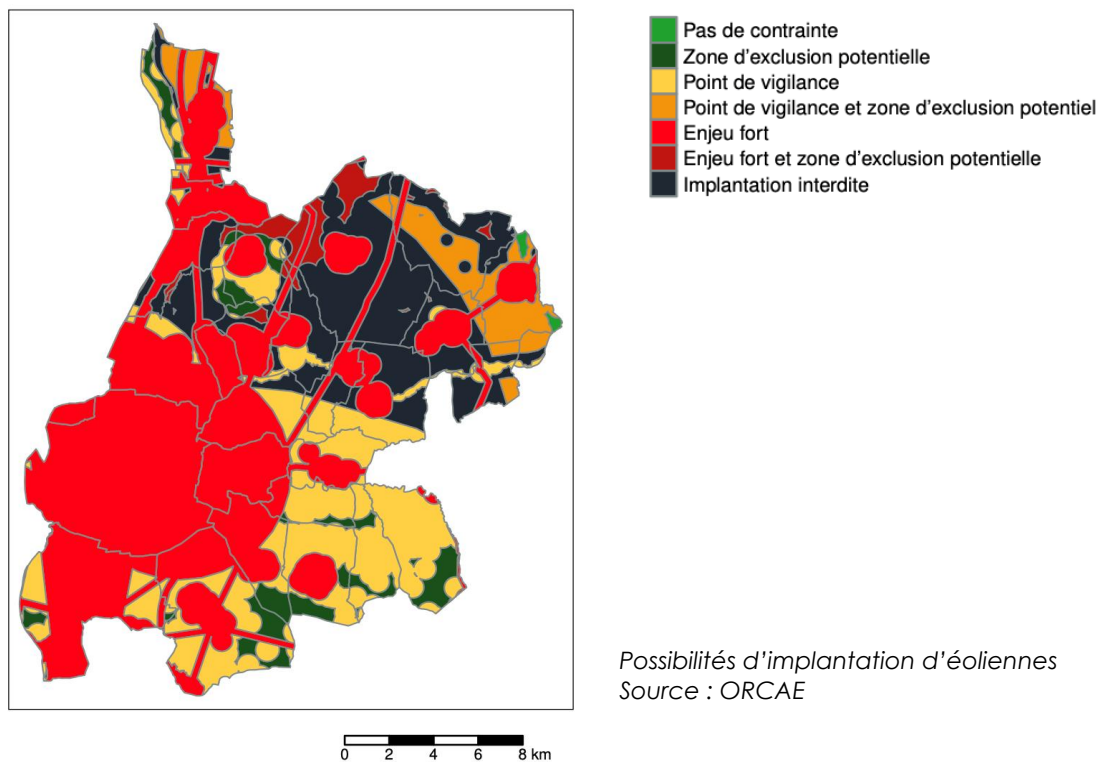 Pas de contrainte
Zone d'exclusion potentielle
Point de vigilance
Point de vigilance et zone d'exclusion potentiel
Enjeu fort
Enjeu fort et zone d'exclusion potentielle
Implantation interdite
Possibilités d'implantation d'éoliennes
Source : ORCAE
0 2 4 6 8 km